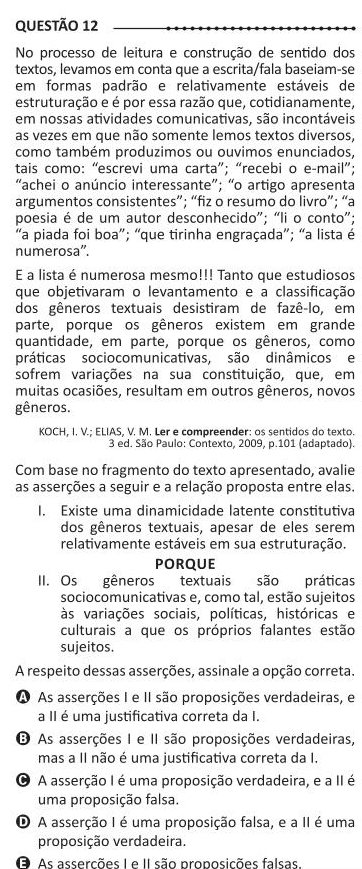 QUESTÃO 12
No processo de leitura e construção de sentido dos
textos, levamos em conta que a escrita/fala baseiam-se
em formas padrão e relativamente estáveis de
estruturação e é por essa razão que, cotidianamente,
em nossas atividades comunicativas, são incontáveis
as vezes em que não somente lemos textos diversos,
como também produzimos ou ouvimos enunciados,
tais como: “escrevi uma carta”; “recebi o e-mail”;
“achei o anúncio interessante”; “o artigo apresenta
argumentos consistentes”; “fiz o resumo do livro”; “a
poesia é de um autor desconhecido”; “li o conto”;
“a piada foi boa”; “que tirinha engraçada”; “a lista é
numerosa”.
E a lista é numerosa mesmo!!! Tanto que estudiosos
que objetivaram o levantamento e a classificação
dos gêneros textuais desistiram de fazê-lo, em
parte, porque os gêneros existem em grande
quantidade, em parte, porque os gêneros, como
práticas sociocomunicativas, são dinâmicos e
sofrem variações na sua constituição, que, em
muitas ocasiões, resultam em outros gêneros, novos
gêneros.
KOCH, I. V.; ELIAS, V. M. Ler e compreender: os sentidos do texto.
3 ed. São Paulo: Contexto, 2009, p.101 (adaptado).
Com base no fragmento do texto apresentado, avalie
as asserções a seguir e a relação proposta entre elas.
I. Existe uma dinamicidade latente constitutiva
dos gêneros textuais, apesar de eles serem
relativamente estáveis em sua estruturação.
PORQUE
II. Os gêneros textuais são práticas
sociocomunicativas e, como tal, estão sujeitos
às variações sociais, políticas, históricas e
culturais a que os próprios falantes estão
sujeitos.
A respeito dessas asserções, assinale a opção correta.
A As asserções I e II são proposições verdadeiras, e
a II é uma justificativa correta da I.
B As asserções I e II são proposições verdadeiras,
mas a II não é uma justificativa correta da I.
C A asserção I é uma proposição verdadeira, e a II é
uma proposição falsa.
D A asserção I é uma proposição falsa, e a II é uma
proposição verdadeira.
E As asserções I e II são proposições falsas.